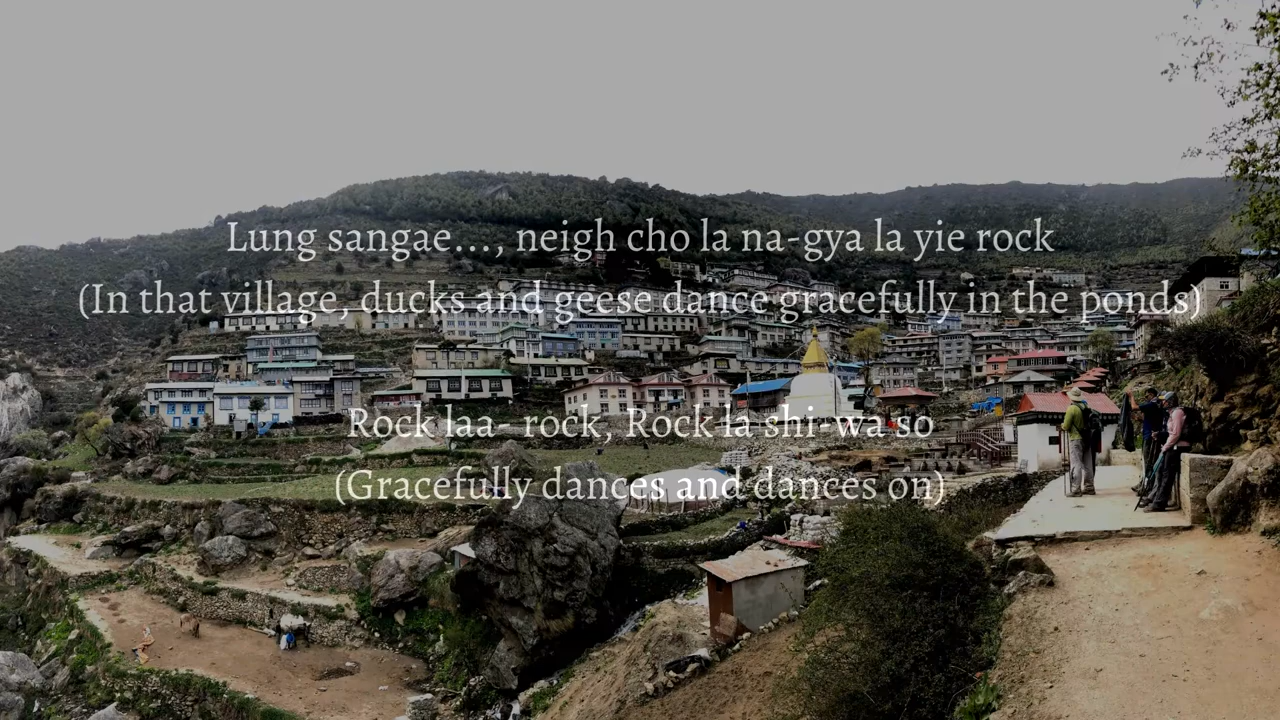 Lung sangae..., neigh cho la na-gya la yie rock
(In that village, ducks and geese dance gracefully in the ponds)
Rock laa- rock, Rock la shi-wa so
(Gracefully dances and dances on)